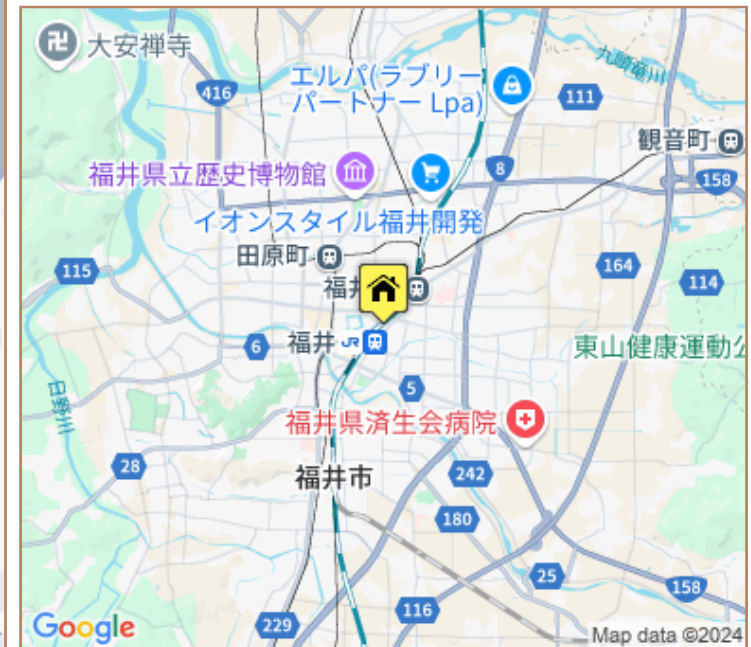 大安禅寺
エルパ(ラブリー
パートナー Lpa)
九頭竜川
416
111
観音町
福井県立歴史博物館
8
158
イオンスタイル福井開発
田原町
115
164
114
福井
福井
JR
6
東山健康運動公
5
日野川
福井県済生会病院
28
福井市
242
180
25
158
116
229
Google
Map data ©2024